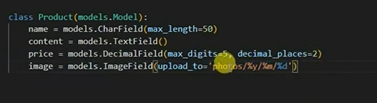 class Product(models.Model):
    name = models.CharField(max_length=50)
    content = models.TextField()
    price = models.DecimalField(max_digits=5, decimal_places=2)
    image = models.ImageField(upload_to='photos/%y/%m/%d')